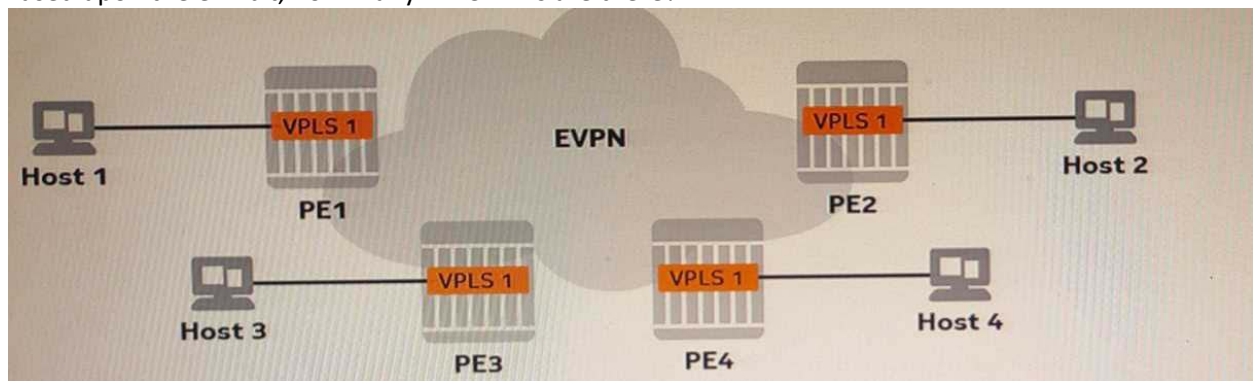 EVPN
VPLS 1
VPLS 1
Host 1
Host 2
PE1
PE2
VPLS 1
VPLS 1
Host 3
Host 4
PE3
PE4